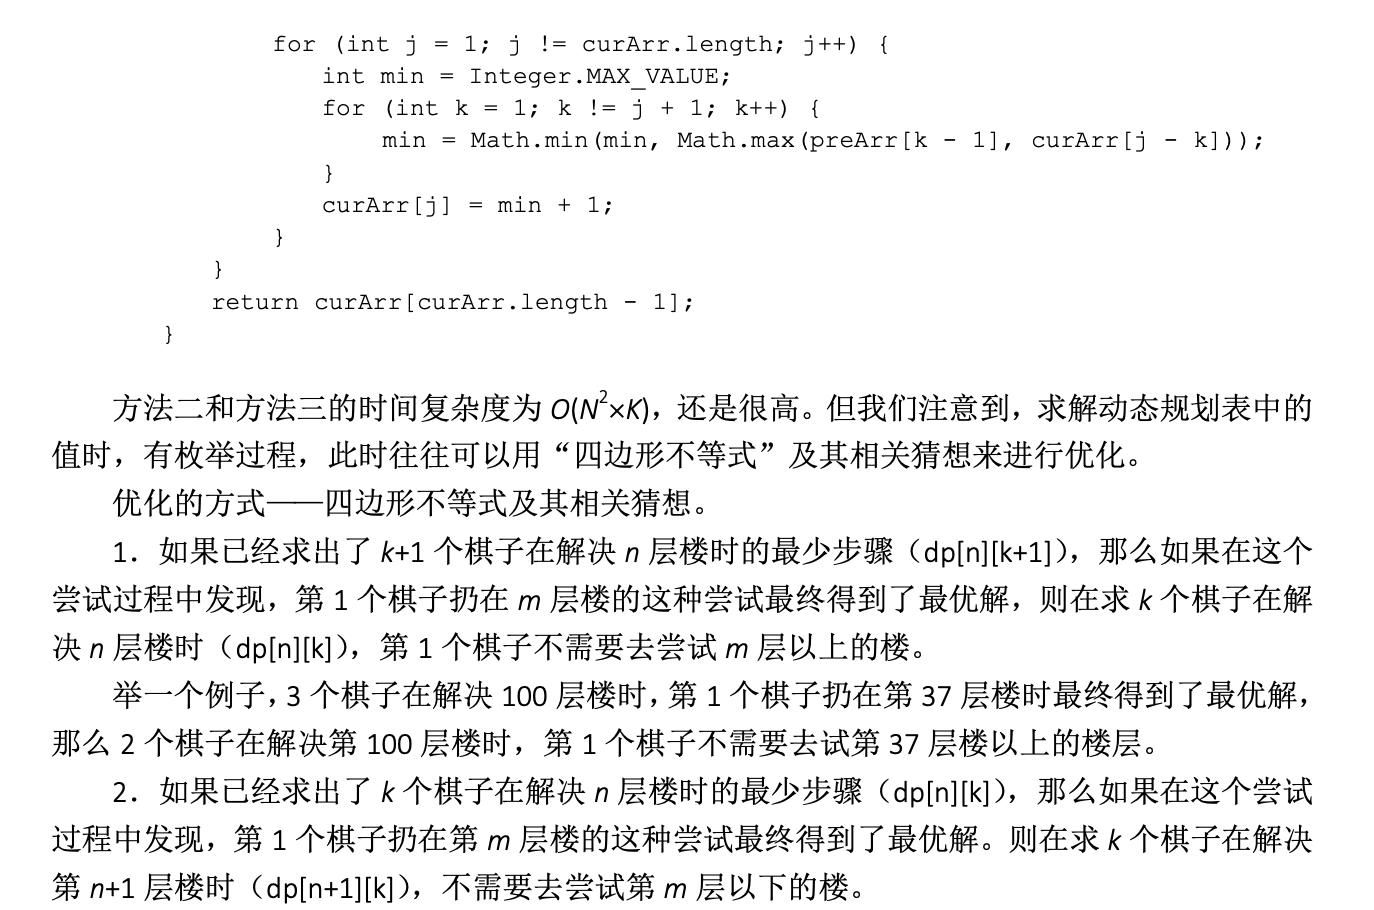 for (int j = 1; j != curArr.length; j++) {
int min = Integer.MAX_VALUE;
for (int k = 1; k != j + 1; k++) {
min = Math.min(min, Math.max(preArr[k - 1], curArr[j - k]));
}
curArr[j] = min + 1;
}
}
return curArr[curArr.length - 1];
}
方法二和方法三的时间复杂度为 O(N²×K)，还是很高。但我们注意到，求解动态规划表中的
值时，有枚举过程，此时往往可以用“四边形不等式”及其相关猜想来进行优化。
优化的方式——四边形不等式及其相关猜想。
1．如果已经求出了 k+1 个棋子在解决 n 层楼时的最少步骤（dp[n][k+1]），那么如果在这个
尝试过程中发现，第 1 个棋子扔在 m 层楼的这种尝试最终得到了最优解，则在求 k 个棋子在解
决 n 层楼时（dp[n][k]），第 1 个棋子不需要去尝试 m 层以上的楼。
举一个例子，3 个棋子在解决 100 层楼时，第 1 个棋子扔在第 37 层楼时最终得到了最优解，
那么 2 个棋子在解决第 100 层楼时，第 1 个棋子不需要去试第 37 层楼以上的楼层。
2．如果已经求出了 k 个棋子在解决 n 层楼时的最少步骤（dp[n][k]），那么如果在这个尝试
过程中发现，第 1 个棋子扔在第 m 层楼的这种尝试最终得到了最优解。则在求 k 个棋子在解决
第 n+1 层楼时（dp[n+1][k]），不需要去尝试第 m 层以下的楼。